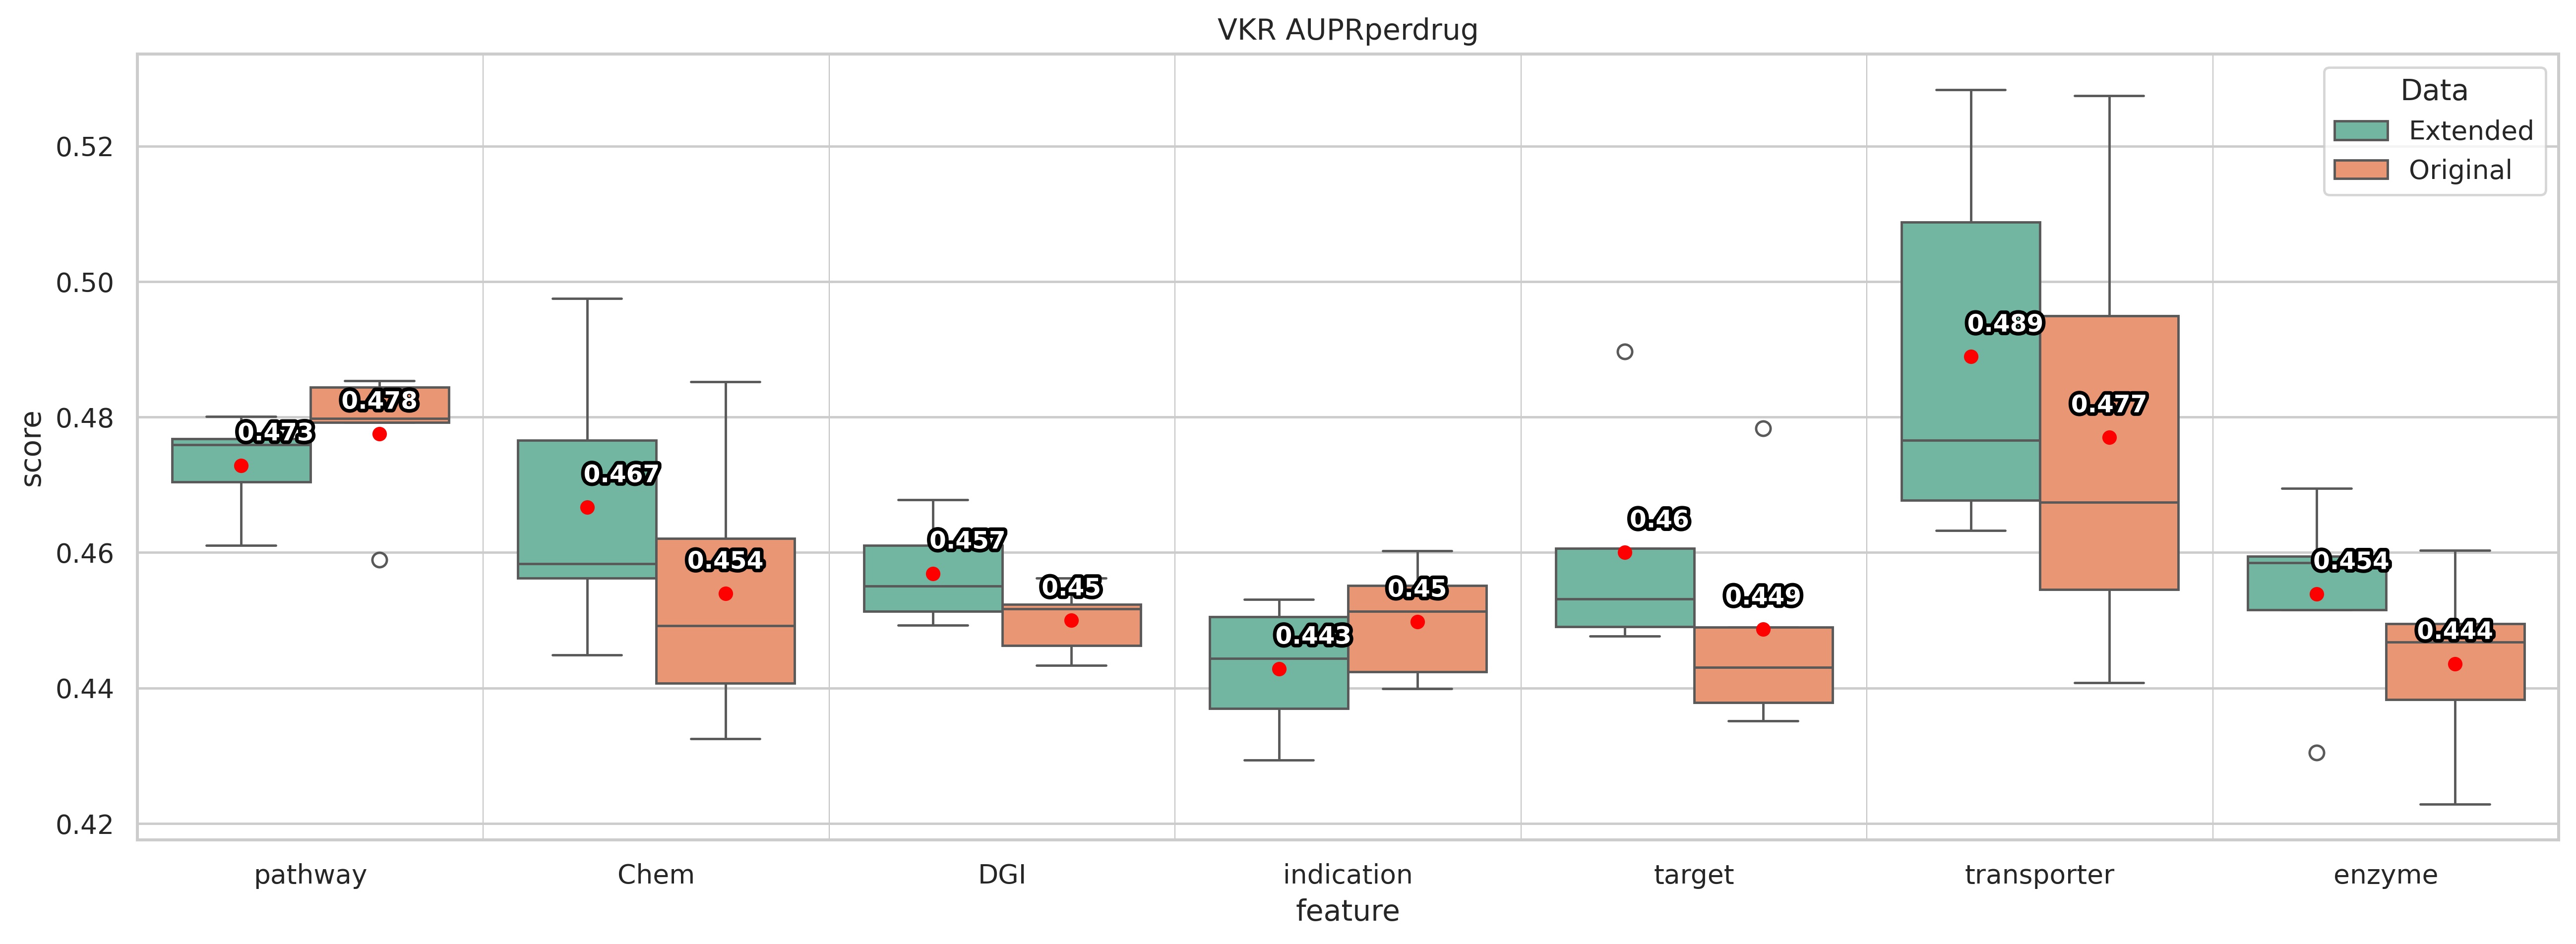 VKR AUPRperdrug
score
0.52
0.50
0.48
0.46
0.44
0.42
Data
Extended
Original
0.473
0.478
0.467
0.454
0.457
0.45
0.443
0.45
0.46
0.449
0.489
0.477
0.454
0.444
pathway
Chem
DGI
indication
target
transporter
enzyme
feature